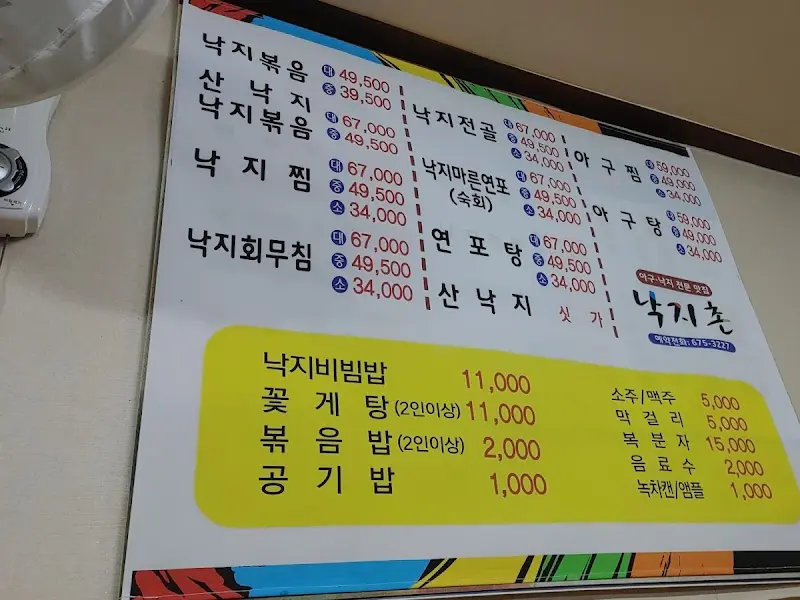 낙지볶음 대 49,500
중 39,500
산낙지
낙지볶음 대 67,000
중 49,500
낙지찜 대 67,000
중 49,500
소 34,000
낙지회무침 대 67,000
중 49,500
소 34,000
낙지전골 대 67,000
중 49,500
소 34,000
낙지마른연포 대 67,000
(숙회) 중 49,500
소 34,000
연포탕 대 67,000
중 49,500
소 34,000
산낙지 싯가
아구찜 대 59,000
중 49,000
소 34,000
아구탕 대 59,000
중 49,000
소 34,000
아구·낙지 전문 맛집
낙지촌
예약전화: 675-3227
낙지비빔밥 11,000
꽃게탕 (2인이상) 11,000
볶음밥 (2인이상) 2,000
공기밥 1,000
소주/맥주 5,000
막걸리 5,000
복분자 15,000
음료수 2,000
녹차캔/앰플 1,000